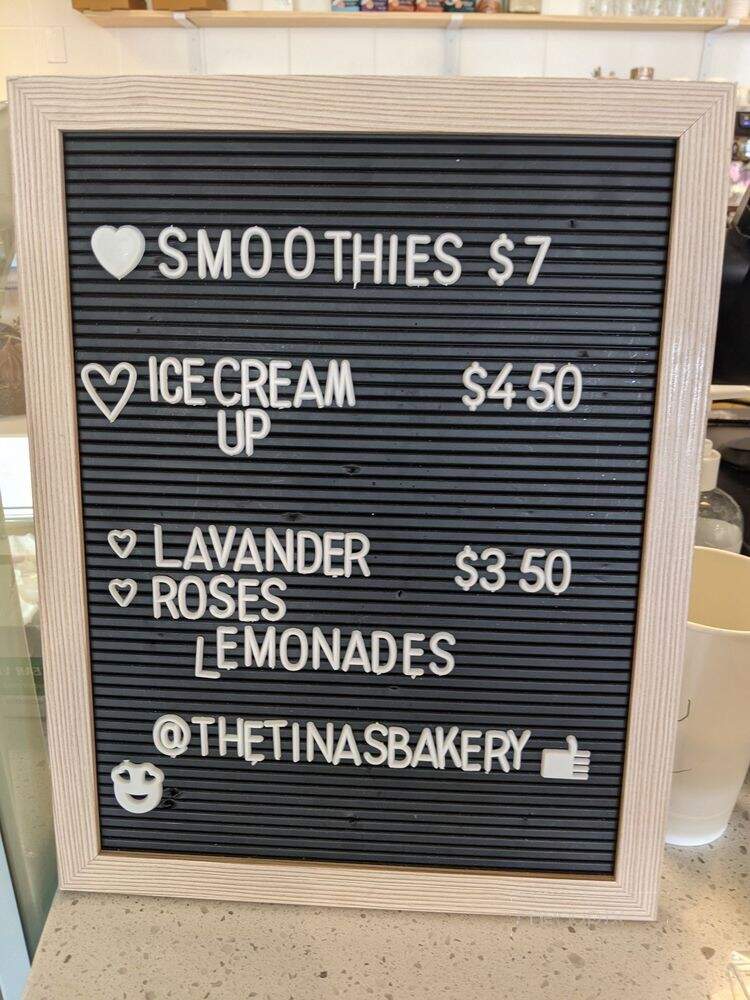 SMOOTHIES $7
ICE CREAM $4 50
UP
LAVANDER $3 50
ROSES
LEMONADES
@THETINASBAKERY